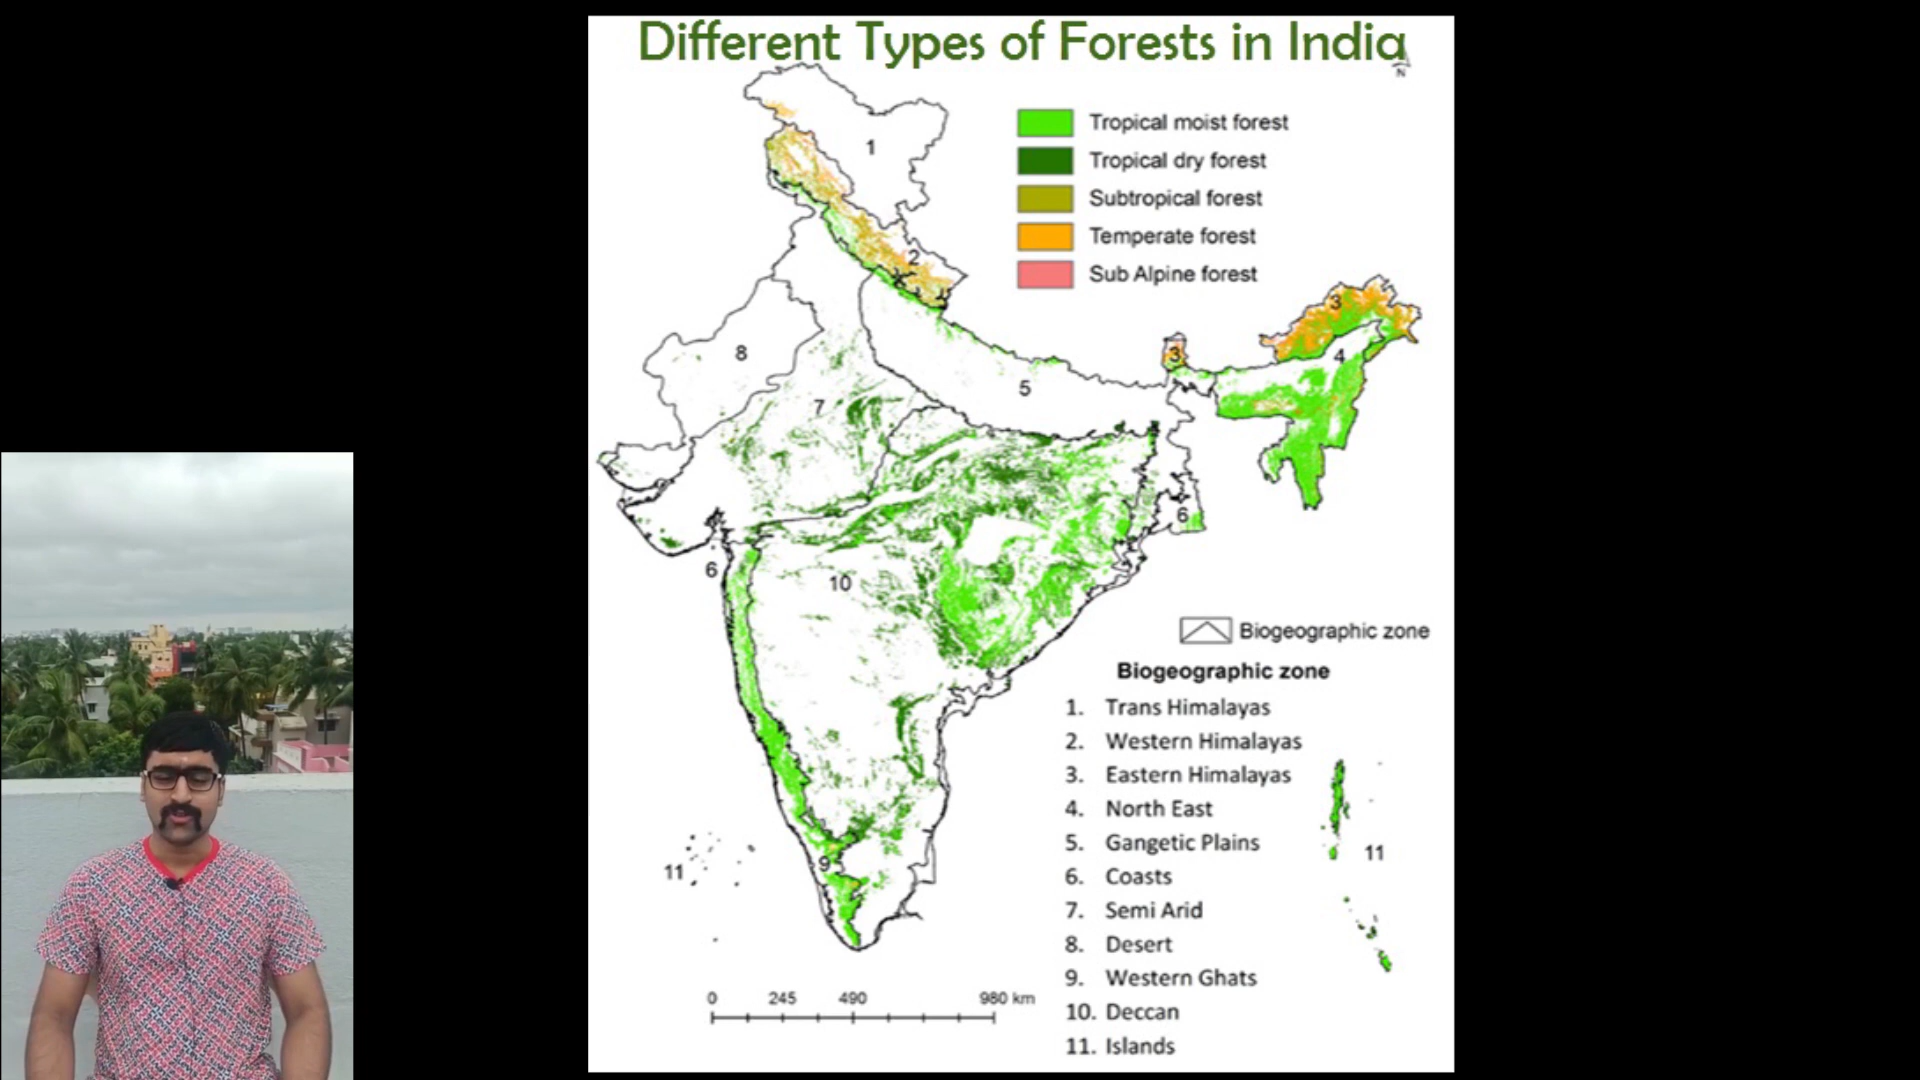 Different Types of Forests in India
N
Tropical moist forest
Tropical dry forest
Subtropical forest
Temperate forest
Sub Alpine forest
1
2
3
3
4
8
5
7
6
6
10
9
11
11
Biogeographic zone
Biogeographic zone
1. Trans Himalayas
2. Western Himalayas
3. Eastern Himalayas
4. North East
5. Gangetic Plains
6. Coasts
7. Semi Arid
8. Desert
9. Western Ghats
10. Deccan
11. Islands
0 245 490 980 km